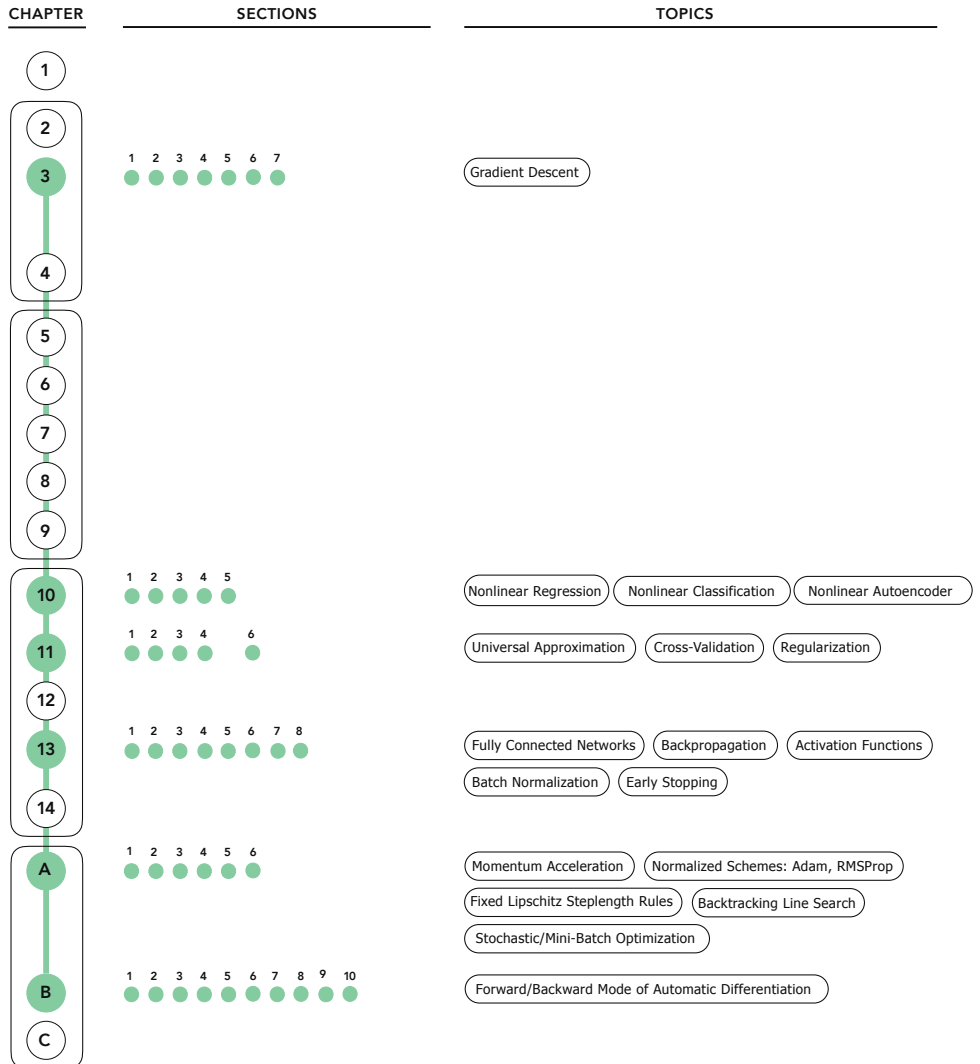 CHAPTER SECTIONS TOPICS
1
2
1 2 3 4 5 6 7
3 Gradient Descent
4
5
6
7
8
9
1 2 3 4 5
10 Nonlinear Regression Nonlinear Classification Nonlinear Autoencoder
1 2 3 4 6
11 Universal Approximation Cross-Validation Regularization
12
1 2 3 4 5 6 7 8
13 Fully Connected Networks Backpropagation Activation Functions
Batch Normalization Early Stopping
14
1 2 3 4 5 6
A Momentum Acceleration Normalized Schemes: Adam, RMSProp
Fixed Lipschitz Steplength Rules Backtracking Line Search
Stochastic/Mini-Batch Optimization
1 2 3 4 5 6 7 8 9 10
B Forward/Backward Mode of Automatic Differentiation
C